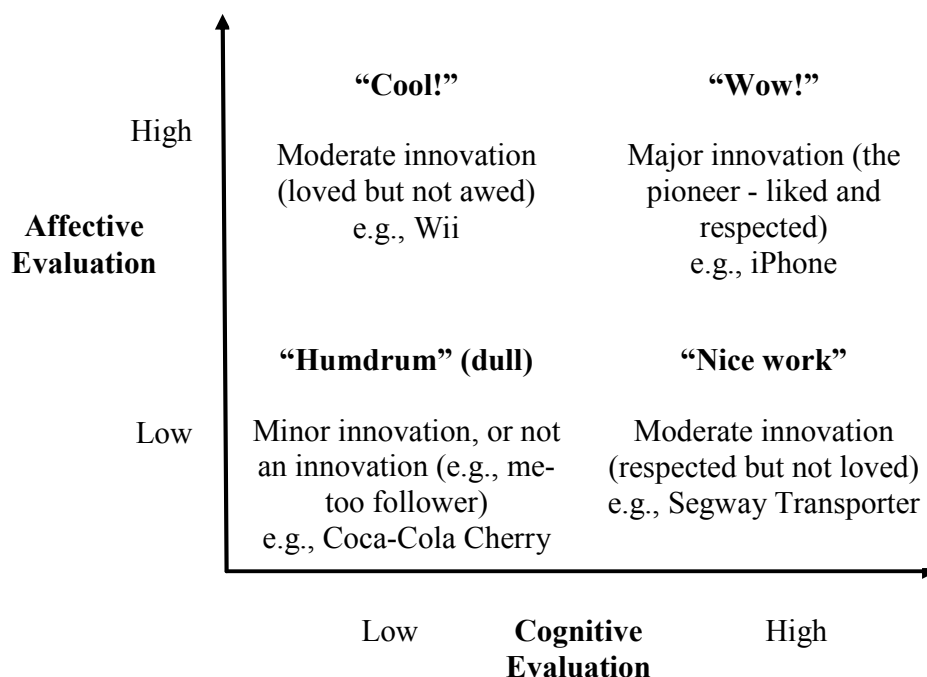 “Cool!”
Moderate innovation
(loved but not awed)
e.g., Wii
“Wow!”
Major innovation (the
pioneer - liked and
respected)
e.g., iPhone
High
Affective
Evaluation
“Humdrum” (dull)
Minor innovation, or not
an innovation (e.g., me-
too follower)
e.g., Coca-Cola Cherry
“Nice work”
Moderate innovation
(respected but not loved)
e.g., Segway Transporter
Low
Low
Cognitive
Evaluation
High